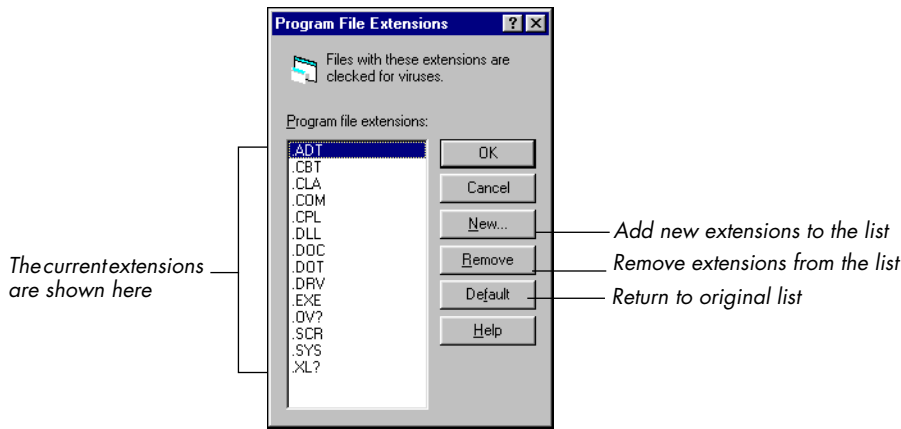 Program File Extensions
Files with these extensions are
clecked for viruses.
Program file extensions:
.ADT
.CBT
.CLA
.COM
.CPL
.DLL
.DOC
.DOT
.DRV
.EXE
.OV?
.SCR
.SYS
.XL?
OK
Cancel
New...
Remove
Default
Help
The current extensions
are shown here
Add new extensions to the list
Remove extensions from the list
Return to original list